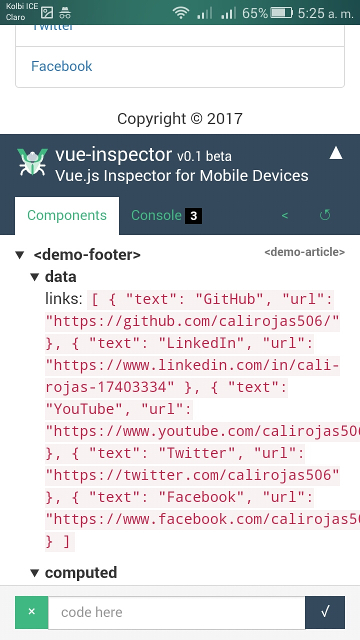 Kolbi ICE
Claro
65% 5:25 a. m.
Twitter
Facebook
Copyright © 2017
vue-inspector v0.1 beta
Vue.js Inspector for Mobile Devices
Components Console 3 <
<demo-footer> <demo-article>
data
links: [ { "text": "GitHub", "url":
"https://github.com/calirojas506/"
}, { "text": "LinkedIn", "url":
"https://www.linkedin.com/in/cali-
rojas-17403334" }, { "text":
"YouTube", "url":
"https://www.youtube.com/calirojas506
}, { "text": "Twitter", "url":
"https://twitter.com/calirojas506"
}, { "text": "Facebook", "url":
"https://www.facebook.com/calirojas50
} ]
computed
× code here √